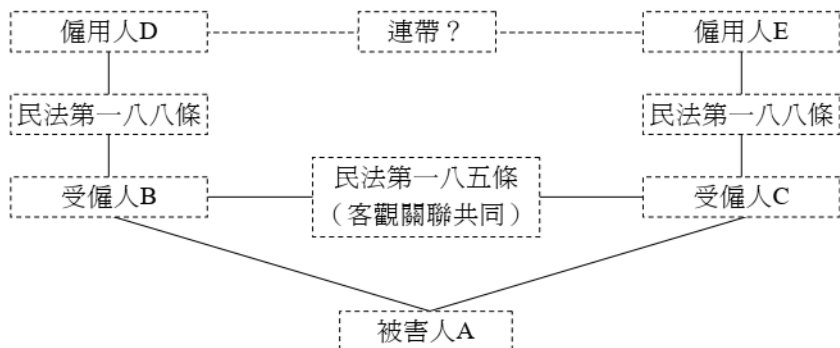 僱用人D
連帶？
僱用人E
民法第一八八條
民法第一八八條
受僱人B
民法第一八五條
（客觀關聯共同）
受僱人C
被害人A